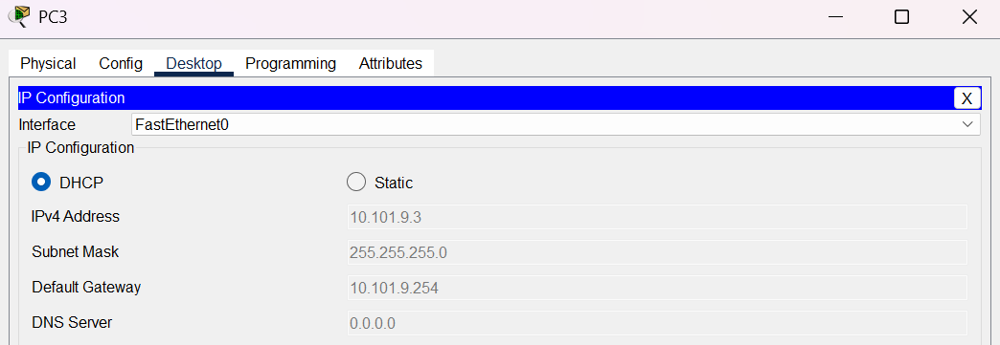 PC3
Physical Config Desktop Programming Attributes
IP Configuration X
Interface FastEthernet0
IP Configuration
DHCP Static
IPv4 Address 10.101.9.3
Subnet Mask 255.255.255.0
Default Gateway 10.101.9.254
DNS Server 0.0.0.0